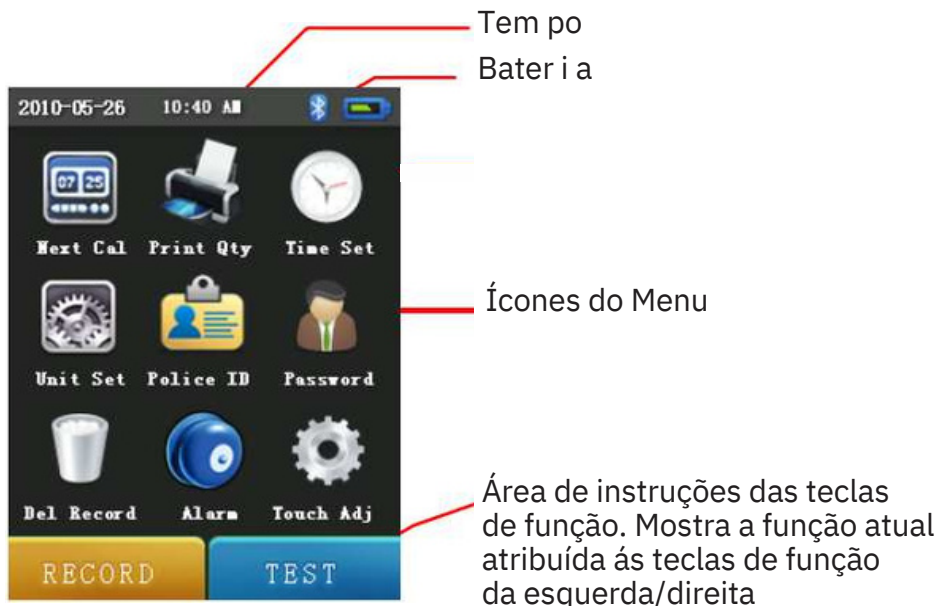 Tem po
Bater i a
2010-05-26 10:40 AM
Next Cal Print Qty Time Set
Ícones do Menu
Unit Set Police ID Password
Del Record Alarm Touch Adj
Área de instruções das teclas
de função. Mostra a função atual
atribuída ás teclas de função
da esquerda/direita
RECORD TEST